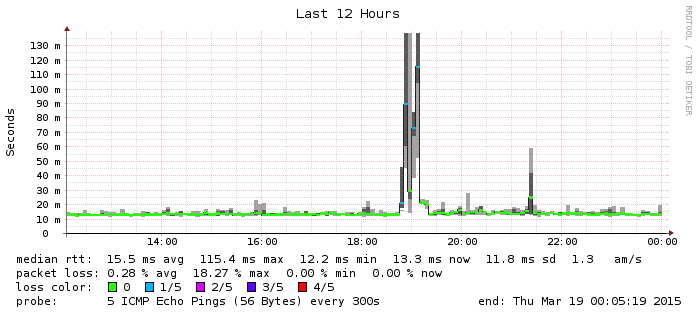 Last 12 Hours
RRDTOOL / TOBI OETIKER
Seconds
130 m
120 m
110 m
100 m
90 m
80 m
70 m
60 m
50 m
40 m
30 m
20 m
10 m
0
14:00 16:00 18:00 20:00 22:00 00:00
median rtt: 15.5 ms avg 115.4 ms max 12.2 ms min 13.3 ms now 11.8 ms sd 1.3 am/s
packet loss: 0.28 % avg 18.27 % max 0.00 % min 0.00 % now
loss color: 0 1/5 2/5 3/5 4/5
probe: 5 ICMP Echo Pings (56 Bytes) every 300s end: Thu Mar 19 00:05:19 2015